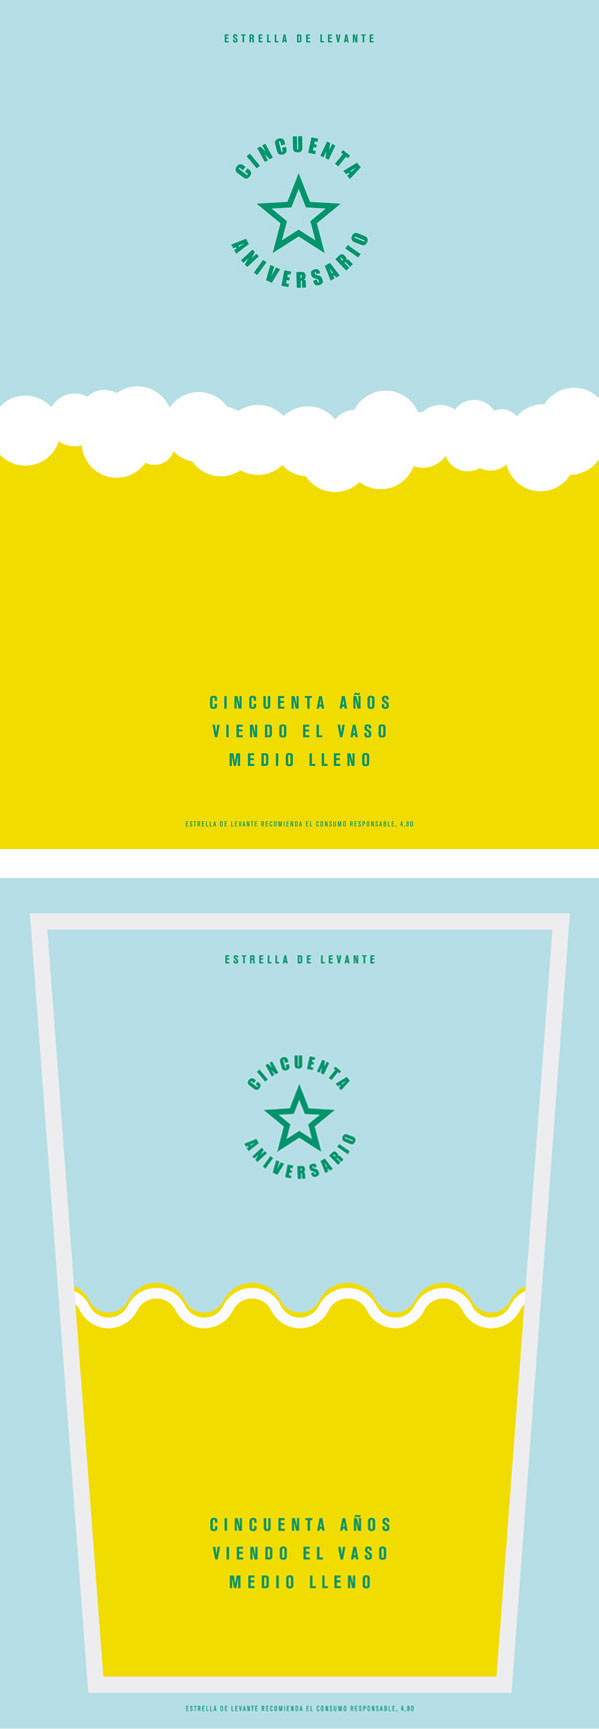 ESTRELLA DE LEVANTE
CINCUENTA
ANIVERSARIO
CINCUENTA AÑOS
VIENDO EL VASO
MEDIO LLENO
ESTRELLA DE LEVANTE RECOMIENDA EL CONSUMO RESPONSABLE, 4,8º
ESTRELLA DE LEVANTE
CINCUENTA
ANIVERSARIO
CINCUENTA AÑOS
VIENDO EL VASO
MEDIO LLENO
ESTRELLA DE LEVANTE RECOMIENDA EL CONSUMO RESPONSABLE, 4,8º